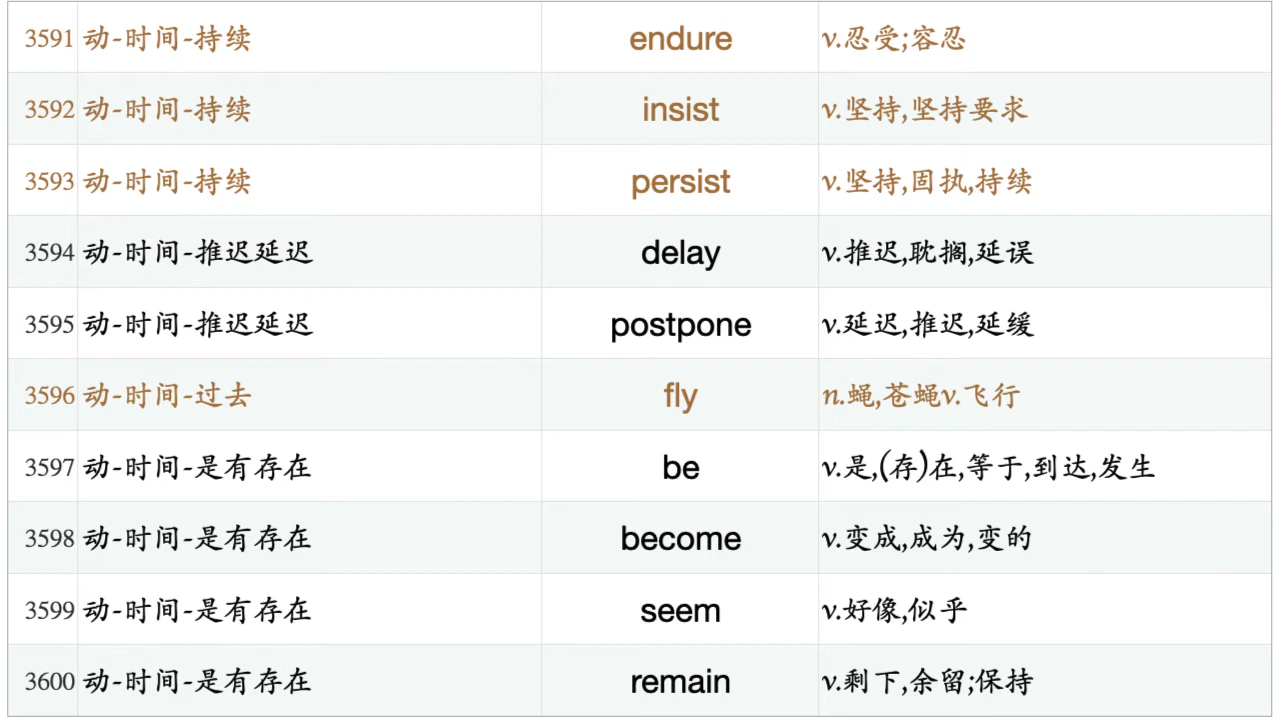 3591 动-时间-持续 endure v.忍受;容忍
3592 动-时间-持续 insist v.坚持,坚持要求
3593 动-时间-持续 persist v.坚持,固执,持续
3594 动-时间-推迟延迟 delay v.推迟,耽搁,延误
3595 动-时间-推迟延迟 postpone v.延迟,推迟,延缓
3596 动-时间-过去 fly n.蝇,苍蝇v.飞行
3597 动-时间-是有存在 be v.是,(存)在,等于,到达,发生
3598 动-时间-是有存在 become v.变成,成为,变的
3599 动-时间-是有存在 seem v.好像,似乎
3600 动-时间-是有存在 remain v.剩下,余留;保持